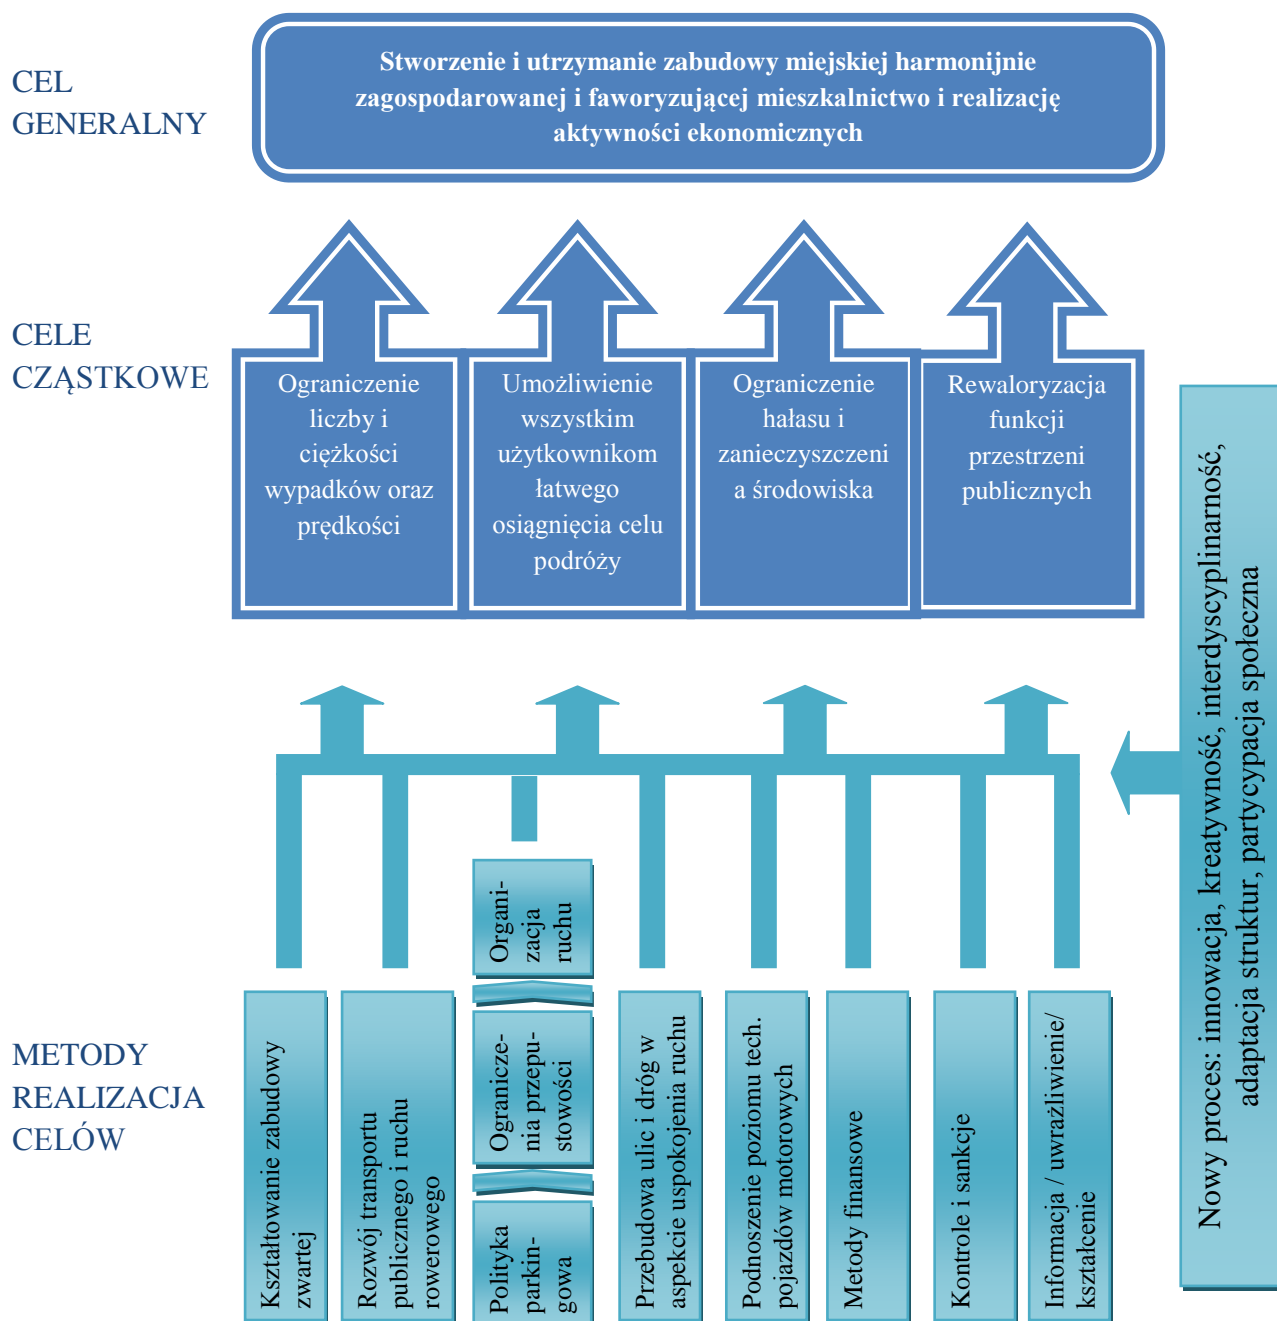 CEL
GENERALNY
Stworzenie i utrzymanie zabudowy miejskiej harmonijnie
zagospodarowanej i faworyzującej mieszkalnictwo i realizację
aktywności ekonomicznych
CELE
CZĄSTKOWE
Ograniczenie
liczby i
ciężkości
wypadków oraz
prędkości
Umożliwienie
wszystkim
użytkownikom
łatwego
osiągnięcia celu
podróży
Ograniczenie
hałasu i
zanieczyszczeni
a środowiska
Rewaloryzacja
funkcji
przestrzeni
publicznych
Nowy proces: innowacja, kreatywność, interdyscyplinarność,
adaptacja struktur, partycypacja społeczna
METODY
REALIZACJA
CELÓW
Kształtowanie zabudowy
zwartej
Rozwój transportu
publicznego i ruchu
rowerowego
Organi-
zacja
ruchu
Ogranicze-
nia przepu-
stowości
Polityka
parkin-
gowa
Przebudowa ulic i dróg w
aspekcie uspokojenia ruchu
Podnoszenie poziomu tech.
pojazdów motorowych
Metody finansowe
Kontrole i sankcje
Informacja / uwrażliwienie/
kształcenie